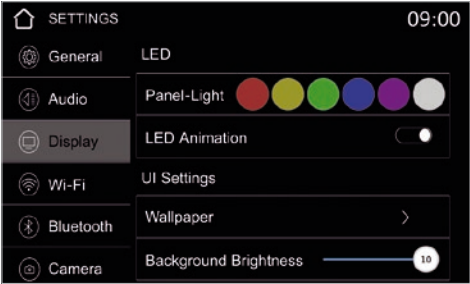 SETTINGS 09:00
General
Audio
Display
Wi-Fi
Bluetooth
Camera
LED
Panel-Light
LED Animation
UI Settings
Wallpaper
Background Brightness 10